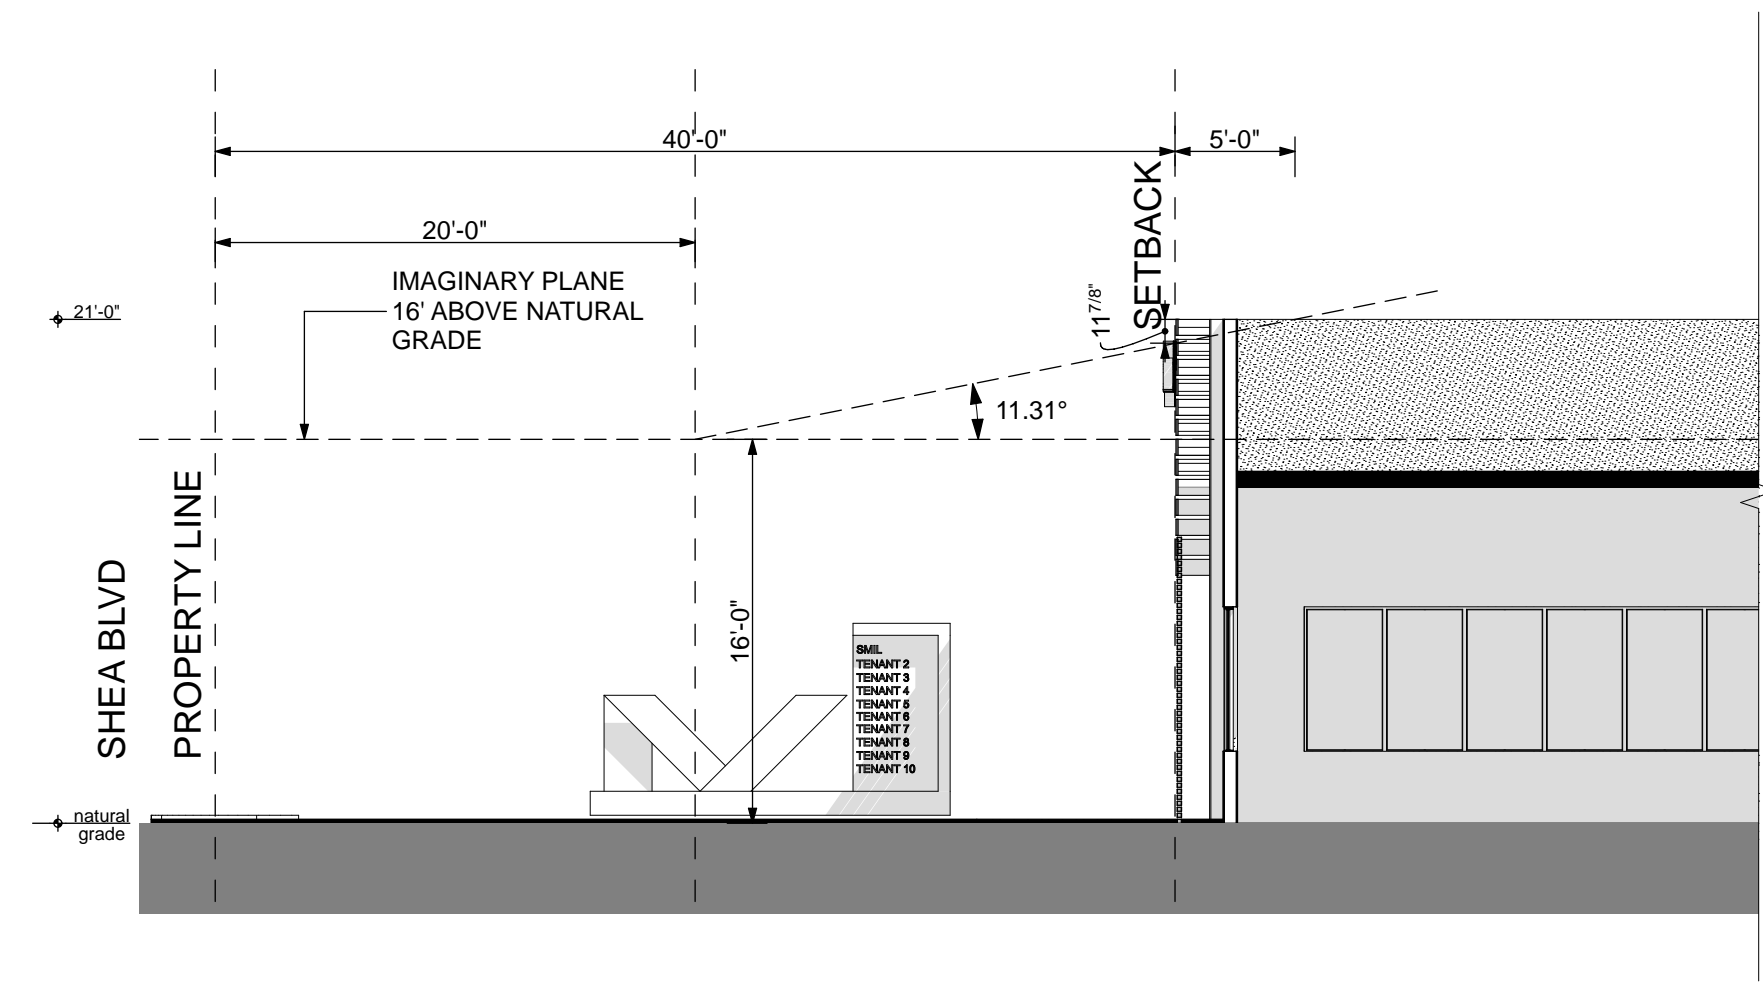 40'-0"
5'-0"
SETBACK
20'-0"
IMAGINARY PLANE
16' ABOVE NATURAL
GRADE
21'-0"
11 7/8"
11.31°
PROPERTY LINE
SHEA BLVD
16'-0"
SMIL
TENANT 2
TENANT 3
TENANT 4
TENANT 5
TENANT 6
TENANT 7
TENANT 8
TENANT 9
TENANT 10
natural
grade